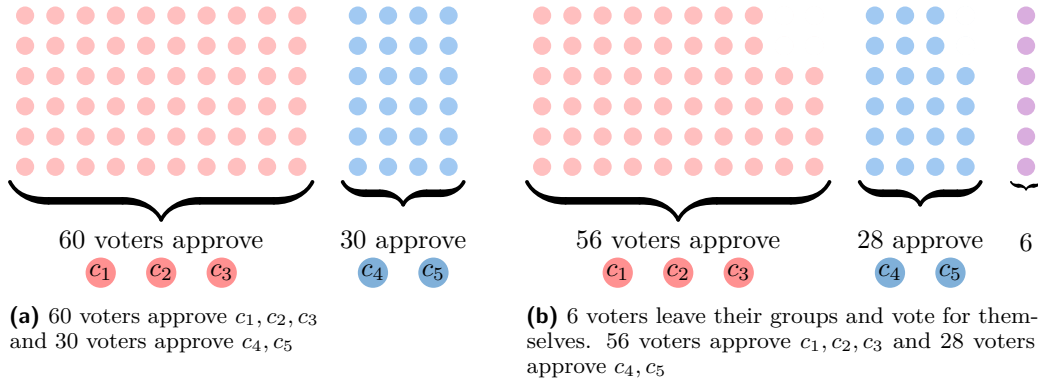 60 voters approve
c₁ c₂ c₃
30 approve
c₄ c₅
(a) 60 voters approve c₁, c₂, c₃
and 30 voters approve c₄, c₅
56 voters approve
c₁ c₂ c₃
28 approve
c₄ c₅
6
(b) 6 voters leave their groups and vote for them-
selves. 56 voters approve c₁, c₂, c₃ and 28 voters
approve c₄, c₅